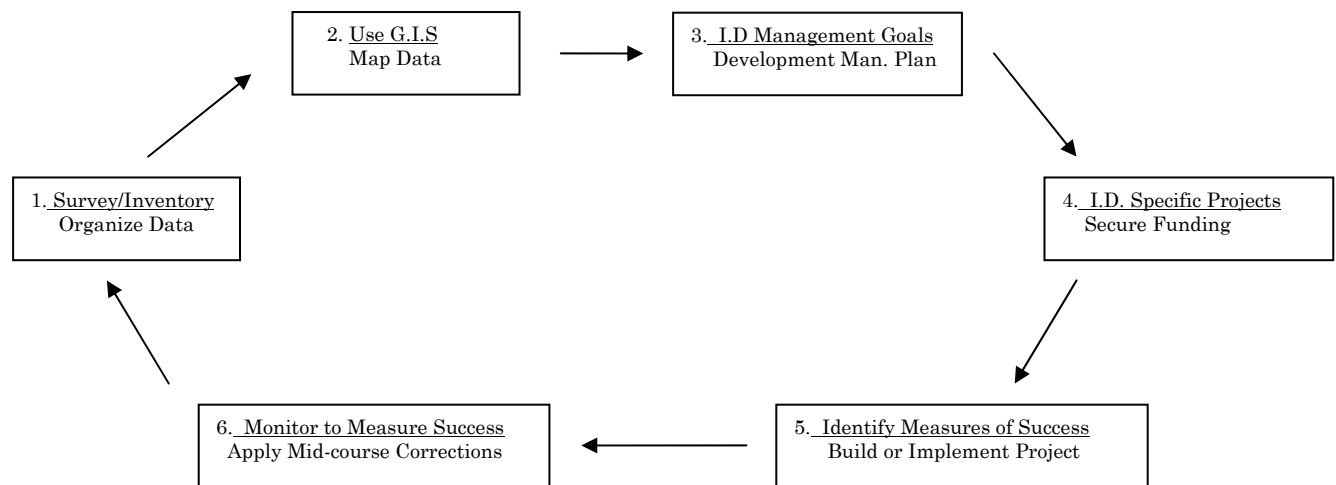 1. Survey/Inventory
Organize Data
2. Use G.I.S
Map Data
3. I.D Management Goals
Development Man. Plan
4. I.D. Specific Projects
Secure Funding
5. Identify Measures of Success
Build or Implement Project
6. Monitor to Measure Success
Apply Mid-course Corrections